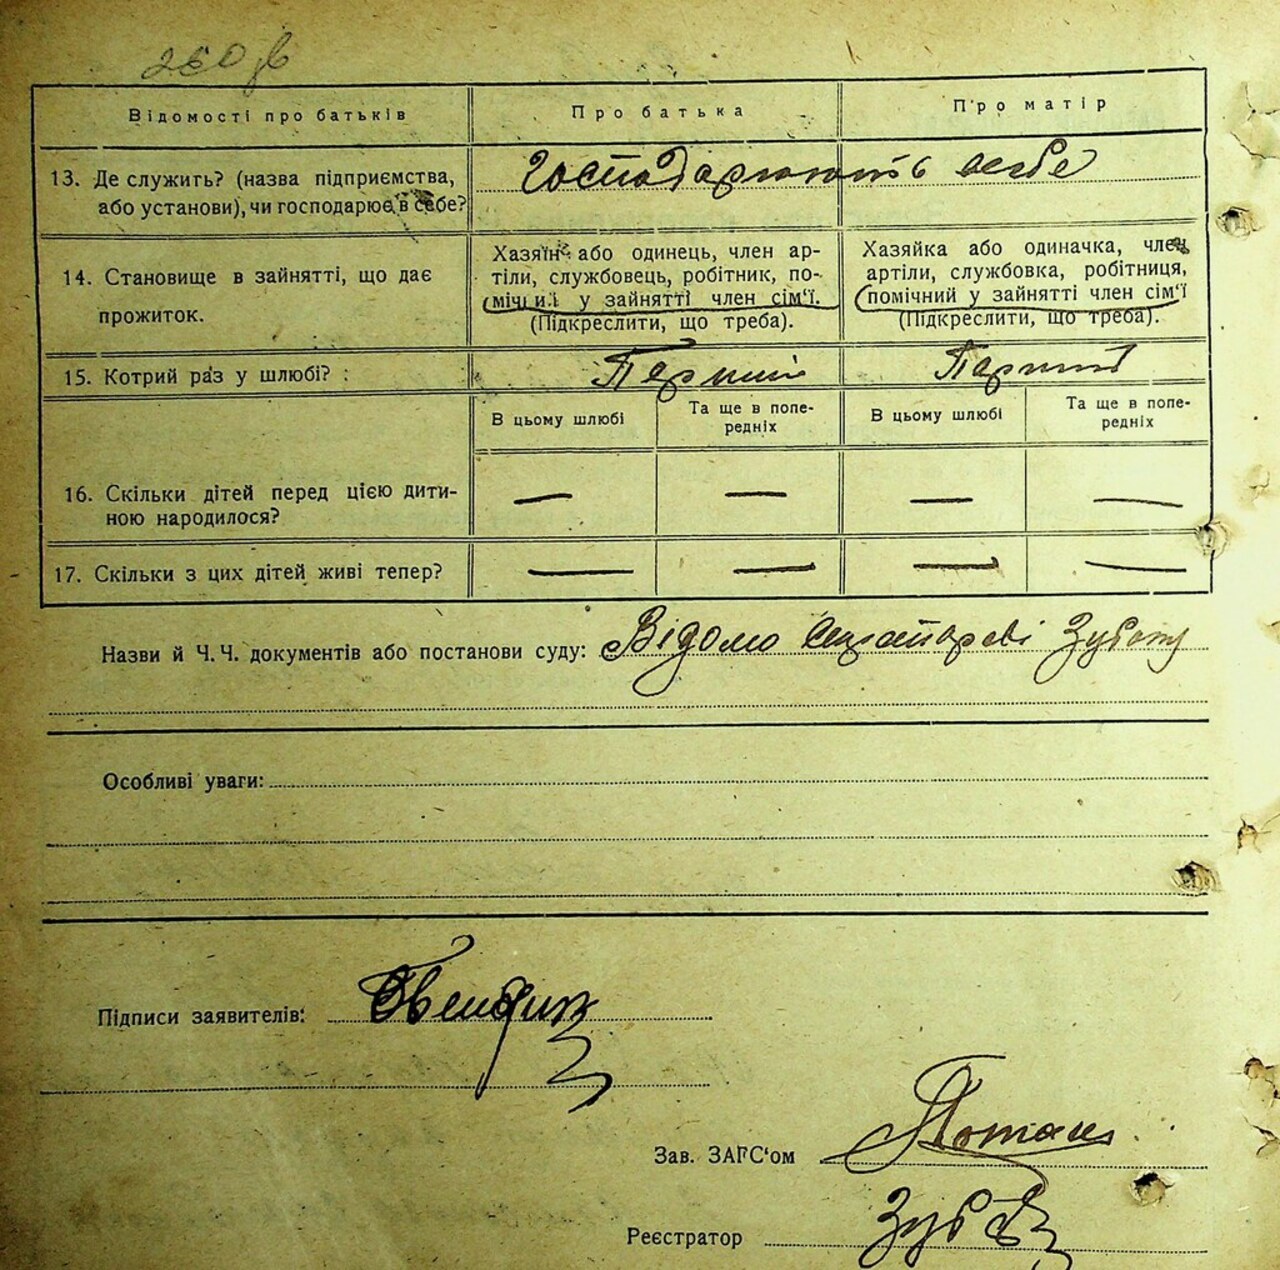 260 зв
Відомості про батьків
Про батька
Про матір
13. Де служить? (назва підприємства,
або установи), чи господарює в себе?
Господарюють в себе
14. Становище в зайнятті, що дає
прожиток.
Хазяїн або одинець, член ар-
тіли, службовець, робітник, по-
мічний у зайнятті член сім'ї.
(Підкреслити, що треба).
Хазяйка або одиначка, член
артіли, службовка, робітниця,
помічний у зайнятті член сім'ї
(Підкреслити, що треба).
15. Котрий раз у шлюбі?
Перший
Перший
В цьому шлюбі
Та ще в попе-
редніх
В цьому шлюбі
Та ще в попе-
редніх
16. Скільки дітей перед цією дити-
ною народилося?
— — — —
17. Скільки з цих дітей живі тепер?
— — — —
Назви й Ч.Ч. документів або постанови суду: Відомо
Особливі уваги:
Підписи заявителів:
Зав. ЗАГС'ом
Реєстратор